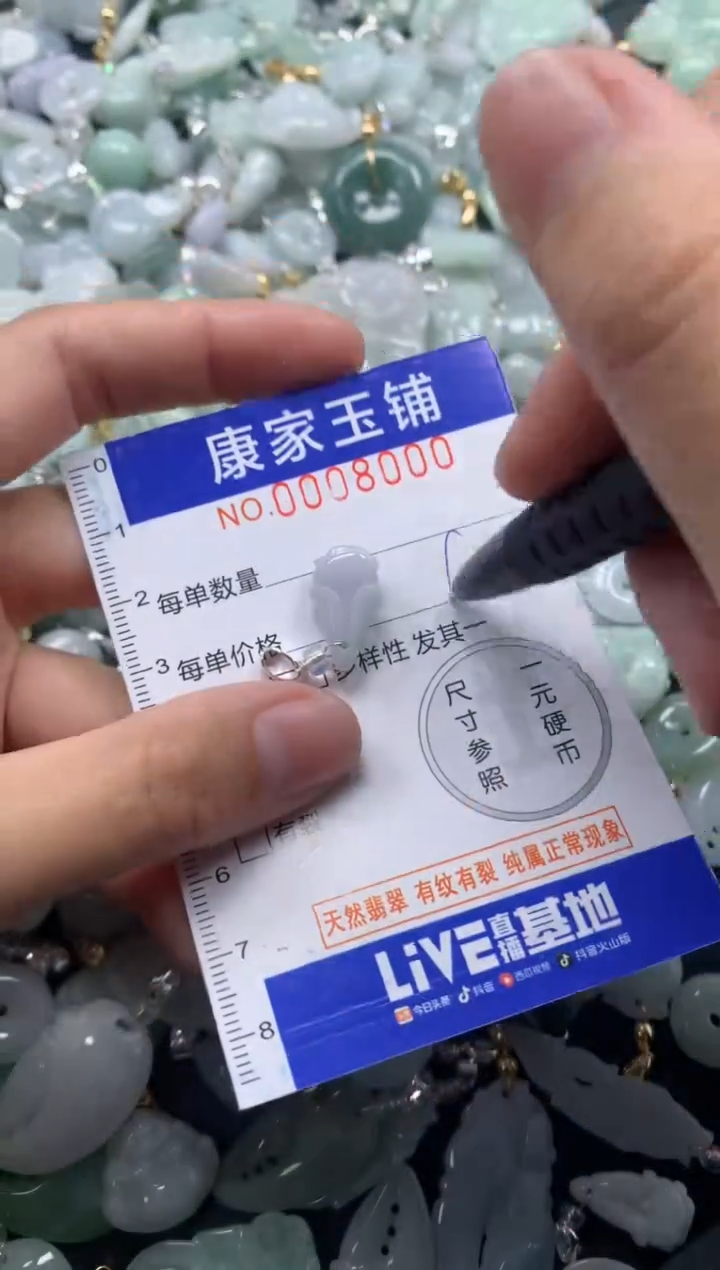 康家玉铺
NO.0008000
0
1
2 每单数量
3 每单价格
样性 发其一
一元硬币
尺寸参照
有裂
6
天然翡翠 有纹有裂 纯属正常现象
7
LiVE直播基地
今日头条 抖音 西瓜视频 抖音火山版
8